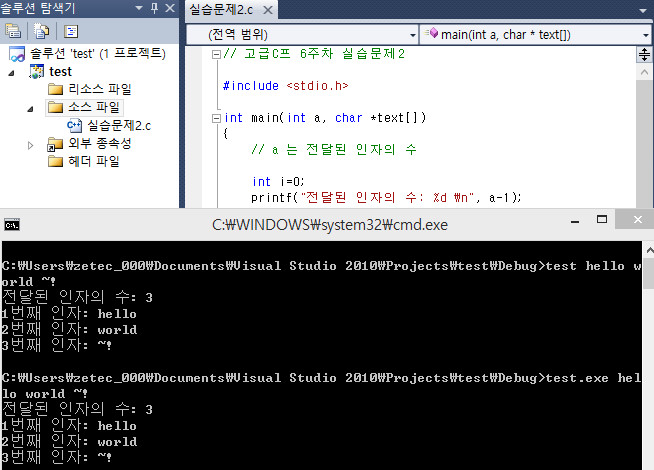 솔루션 탐색기
솔루션 'test' (1 프로젝트)
test
리소스 파일
소스 파일
실습문제2.c
외부 종속성
헤더 파일
실습문제2.c
(전역 범위)
main(int a, char * text[])
// 고급C프 6주차 실습문제2
#include <stdio.h>
int main(int a, char *text[])
{
// a 는 전달된 인자의 수
int i=0;
printf("전달된 인자의 수: %d ₩n", a-1);
C:₩WINDOWS₩system32₩cmd.exe
C:₩Users₩zetec_000₩Documents₩Visual Studio 2010₩Projects₩test₩Debug>test hello w
orld ~!
전달된 인자의 수: 3
1번째 인자: hello
2번째 인자: world
3번째 인자: ~!
C:₩Users₩zetec_000₩Documents₩Visual Studio 2010₩Projects₩test₩Debug>test.exe hel
lo world ~!
전달된 인자의 수: 3
1번째 인자: hello
2번째 인자: world
3번째 인자: ~!